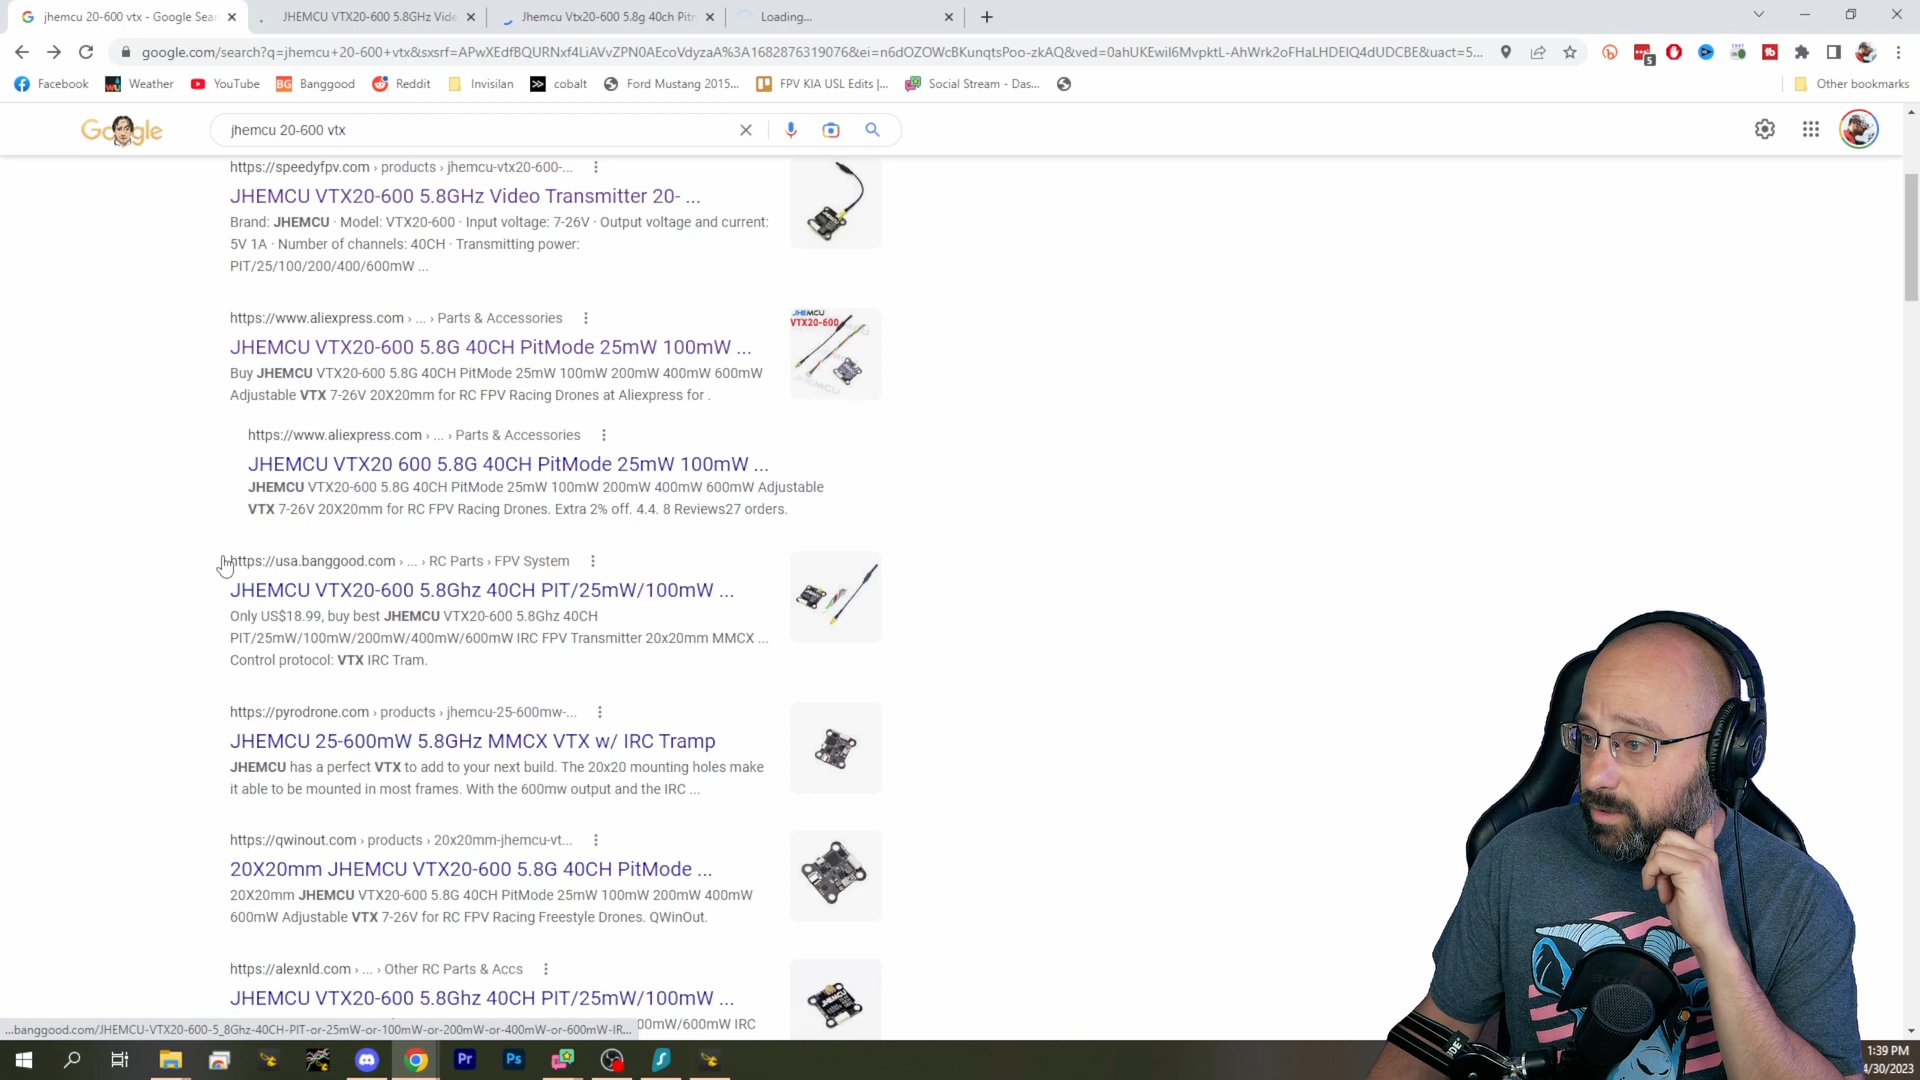 jhemcu 20-600 vtx - Google Sear
JHEMCU VTX20-600 5.8GHz Vide
Jhemcu Vtx20-600 5.8g 40ch Pitm
Loading...
google.com/search?q=jhemcu+20-600+vtx&sxsrf=APwXEdfBQURNxf4LiAVvZPN0AEcoVdyzaA%3A1682876319076&ei=n6dOZOWcBKunqtsPoo-zkAQ&ved=0ahUKEwil6MvpktL-AhWrk2oFHaLHDEIQ4dUDCBE&uact=5...
Facebook
Weather
YouTube
BG Banggood
Reddit
Invisilan
cobalt
Ford Mustang 2015...
FPV KIA USL Edits |...
Social Stream - Das...
Other bookmarks
Google
jhemcu 20-600 vtx
https://speedyfpv.com › products › jhemcu-vtx20-600-...
JHEMCU VTX20-600 5.8GHz Video Transmitter 20- ...
Brand: JHEMCU · Model: VTX20-600 · Input voltage: 7-26V · Output voltage and current:
5V 1A · Number of channels: 40CH · Transmitting power:
PIT/25/100/200/400/600mW ...
https://www.aliexpress.com › ... › Parts & Accessories
JHEMCU VTX20-600 5.8G 40CH PitMode 25mW 100mW ...
Buy JHEMCU VTX20-600 5.8G 40CH PitMode 25mW 100mW 200mW 400mW 600mW
Adjustable VTX 7-26V 20X20mm for RC FPV Racing Drones at Aliexpress for .
JHEMCU
VTX20-600
https://www.aliexpress.com › ... › Parts & Accessories
JHEMCU VTX20 600 5.8G 40CH PitMode 25mW 100mW ...
JHEMCU VTX20-600 5.8G 40CH PitMode 25mW 100mW 200mW 400mW 600mW Adjustable
VTX 7-26V 20X20mm for RC FPV Racing Drones. Extra 2% off. 4.4. 8 Reviews27 orders.
https://usa.banggood.com › ... › RC Parts › FPV System
JHEMCU VTX20-600 5.8Ghz 40CH PIT/25mW/100mW ...
Only US$18.99, buy best JHEMCU VTX20-600 5.8Ghz 40CH
PIT/25mW/100mW/200mW/400mW/600mW IRC FPV Transmitter 20x20mm MMCX ...
Control protocol: VTX IRC Tram.
https://pyrodrone.com › products › jhemcu-25-600mw-...
JHEMCU 25-600mW 5.8GHz MMCX VTX w/ IRC Tramp
JHEMCU has a perfect VTX to add to your next build. The 20x20 mounting holes make
it able to be mounted in most frames. With the 600mw output and the IRC ...
https://qwinout.com › products › 20x20mm-jhemcu-vt...
20X20mm JHEMCU VTX20-600 5.8G 40CH PitMode ...
20X20mm JHEMCU VTX20-600 5.8G 40CH PitMode 25mW 100mW 200mW 400mW
600mW Adjustable VTX 7-26V for RC FPV Racing Freestyle Drones. QWinOut.
https://alexnld.com › ... › Other RC Parts & Accs
JHEMCU VTX20-600 5.8Ghz 40CH PIT/25mW/100mW ...
00mW/600mW IRC
...banggood.com/JHEMCU-VTX20-600-5_8Ghz-40CH-PIT-or-25mW-or-100mW-or-200mW-or-400mW-or-600mW-IR...
Pr
Ps
1:39 PM
4/30/2023